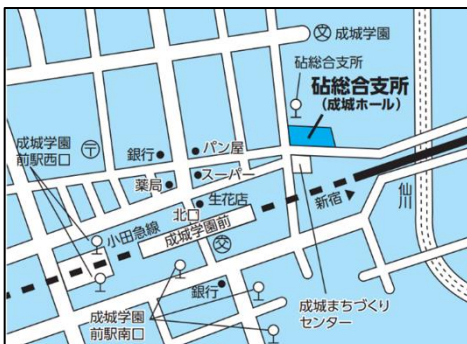 成城学園
砧総合支所
砧総合支所
(成城ホール)
成城学園
前駅西口
銀行
パン屋
薬局
スーパー
生花店
北口
新宿
仙川
小田急線
成城学園前
銀行
成城学園
前駅南口
成城まちづくり
センター